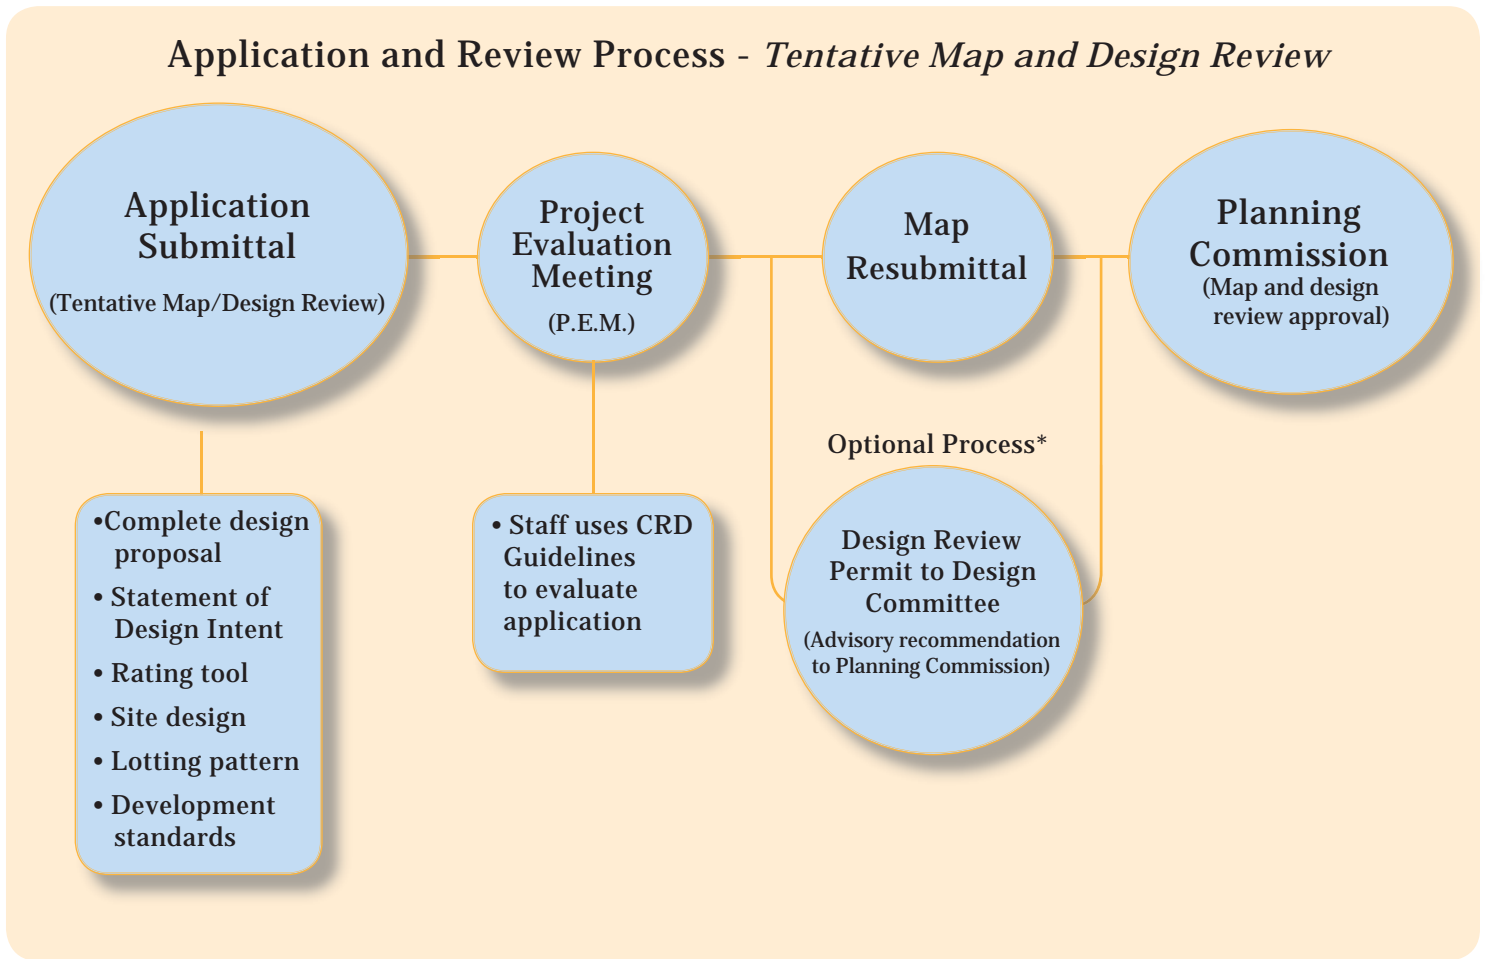 Application and Review Process - Tentative Map and Design Review
Application
Submittal
(Tentative Map/Design Review)
Project
Evaluation
Meeting
(P.E.M.)
Map
Resubmittal
Planning
Commission
(Map and design
review approval)
•Complete design
proposal
• Statement of
Design Intent
• Rating tool
• Site design
• Lotting pattern
• Development
standards
• Staff uses CRD
Guidelines
to evaluate
application
Optional Process*
Design Review
Permit to Design
Committee
(Advisory recommendation
to Planning Commission)